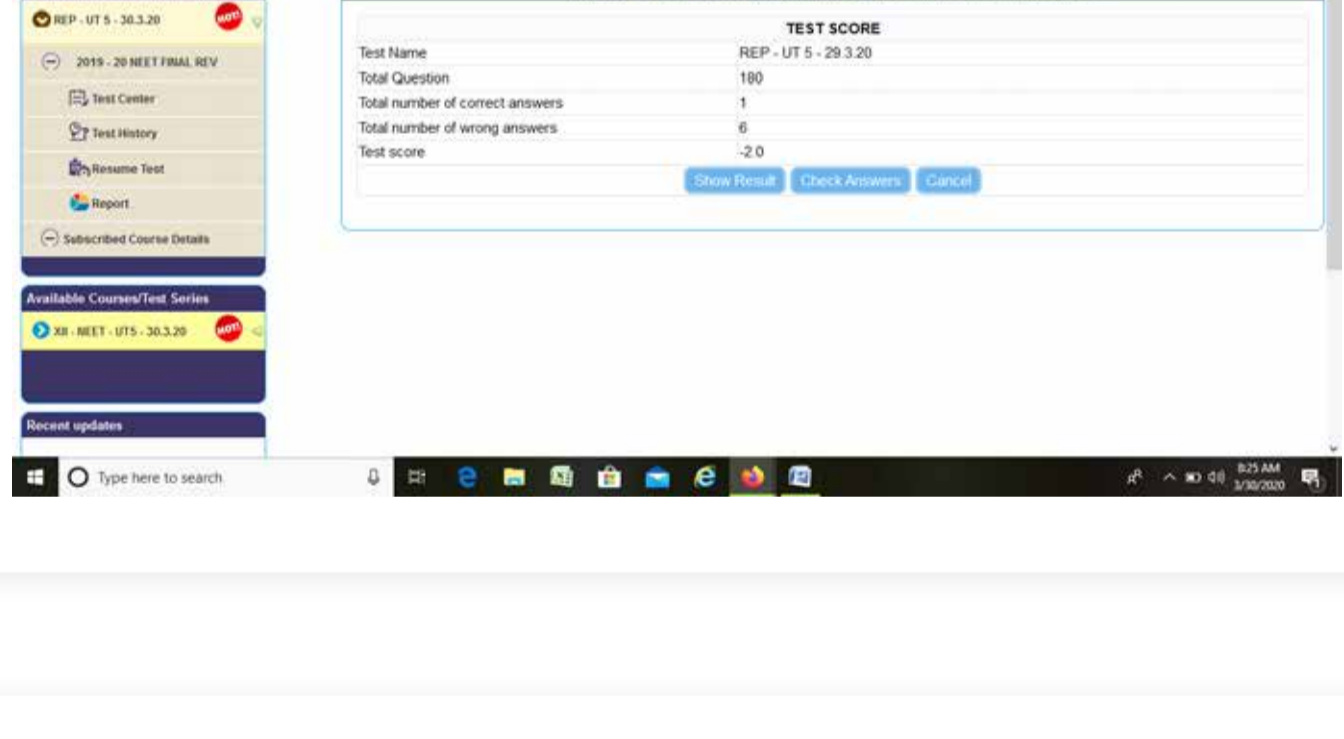 REP - UT 5 - 30.3.20 HOT!
2019 - 20 NEET FINAL REV
Test Center
Test History
Resume Test
Report
Subscribed Course Details
Available Courses/Test Series
XII - NEET - UT5 - 30.3.20 HOT!
Recent updates
TEST SCORE
Test Name REP - UT 5 - 29.3.20
Total Question 180
Total number of correct answers 1
Total number of wrong answers 6
Test score -2.0
Show Result Check Answers Cancel
Type here to search
8:25 AM
3/30/2020